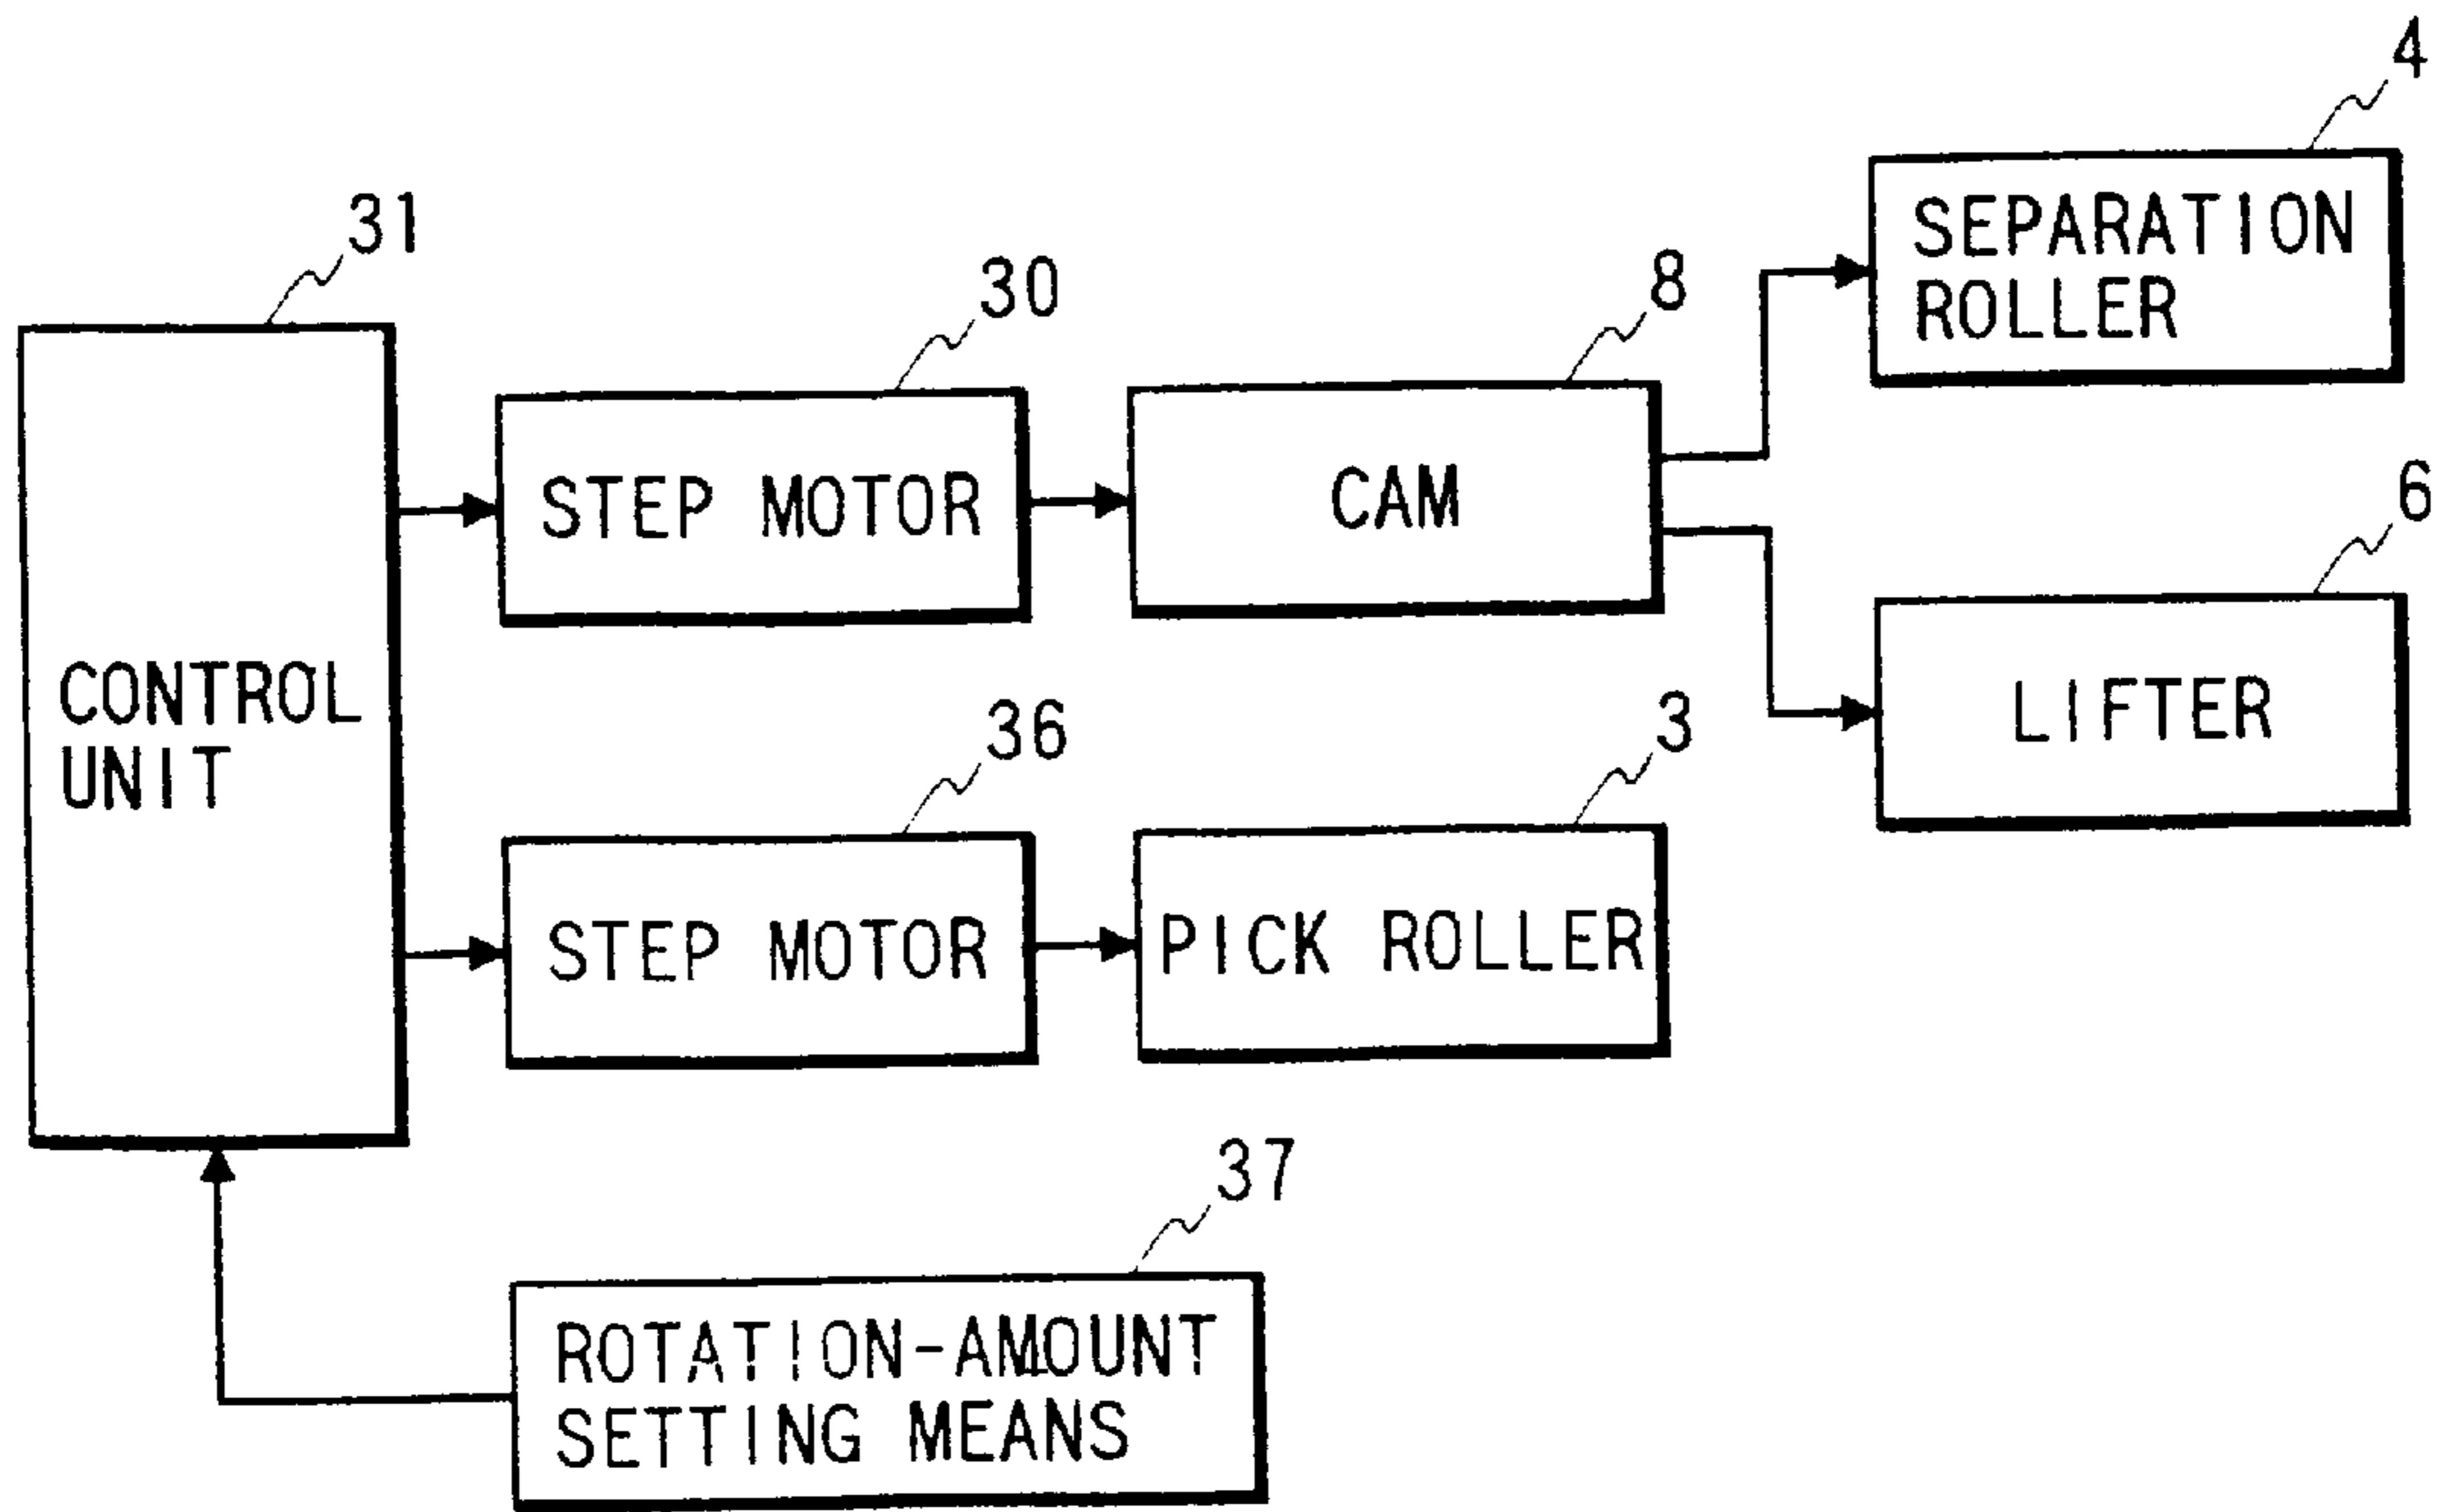 4
SEPARATION
ROLLER
31
30
8
STEP MOTOR
CAM
6
LIFTER
CONTROL
UNIT
36
3
STEP MOTOR
PICK ROLLER
37
ROTATION-AMOUNT
SETTING MEANS